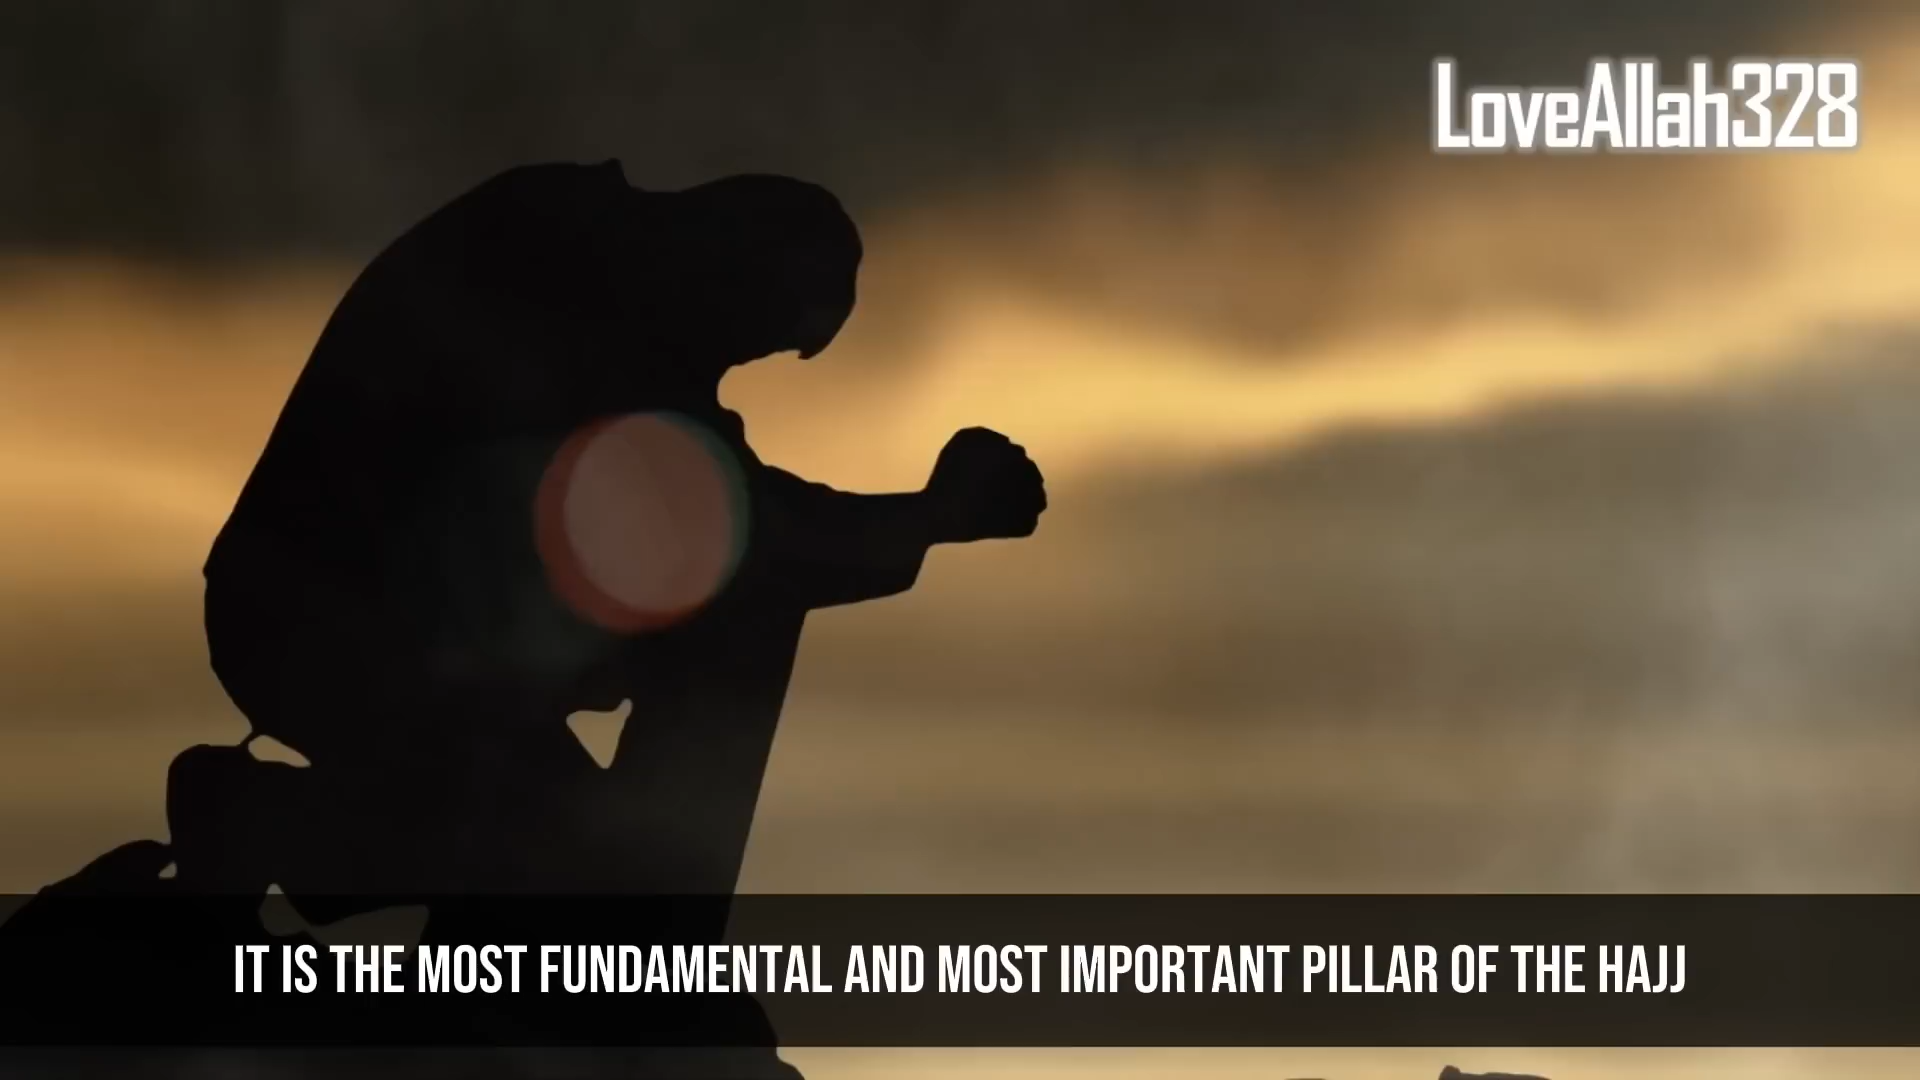 LoveAllah328
IT IS THE MOST FUNDAMENTAL AND MOST IMPORTANT PILLAR OF THE HAJJ